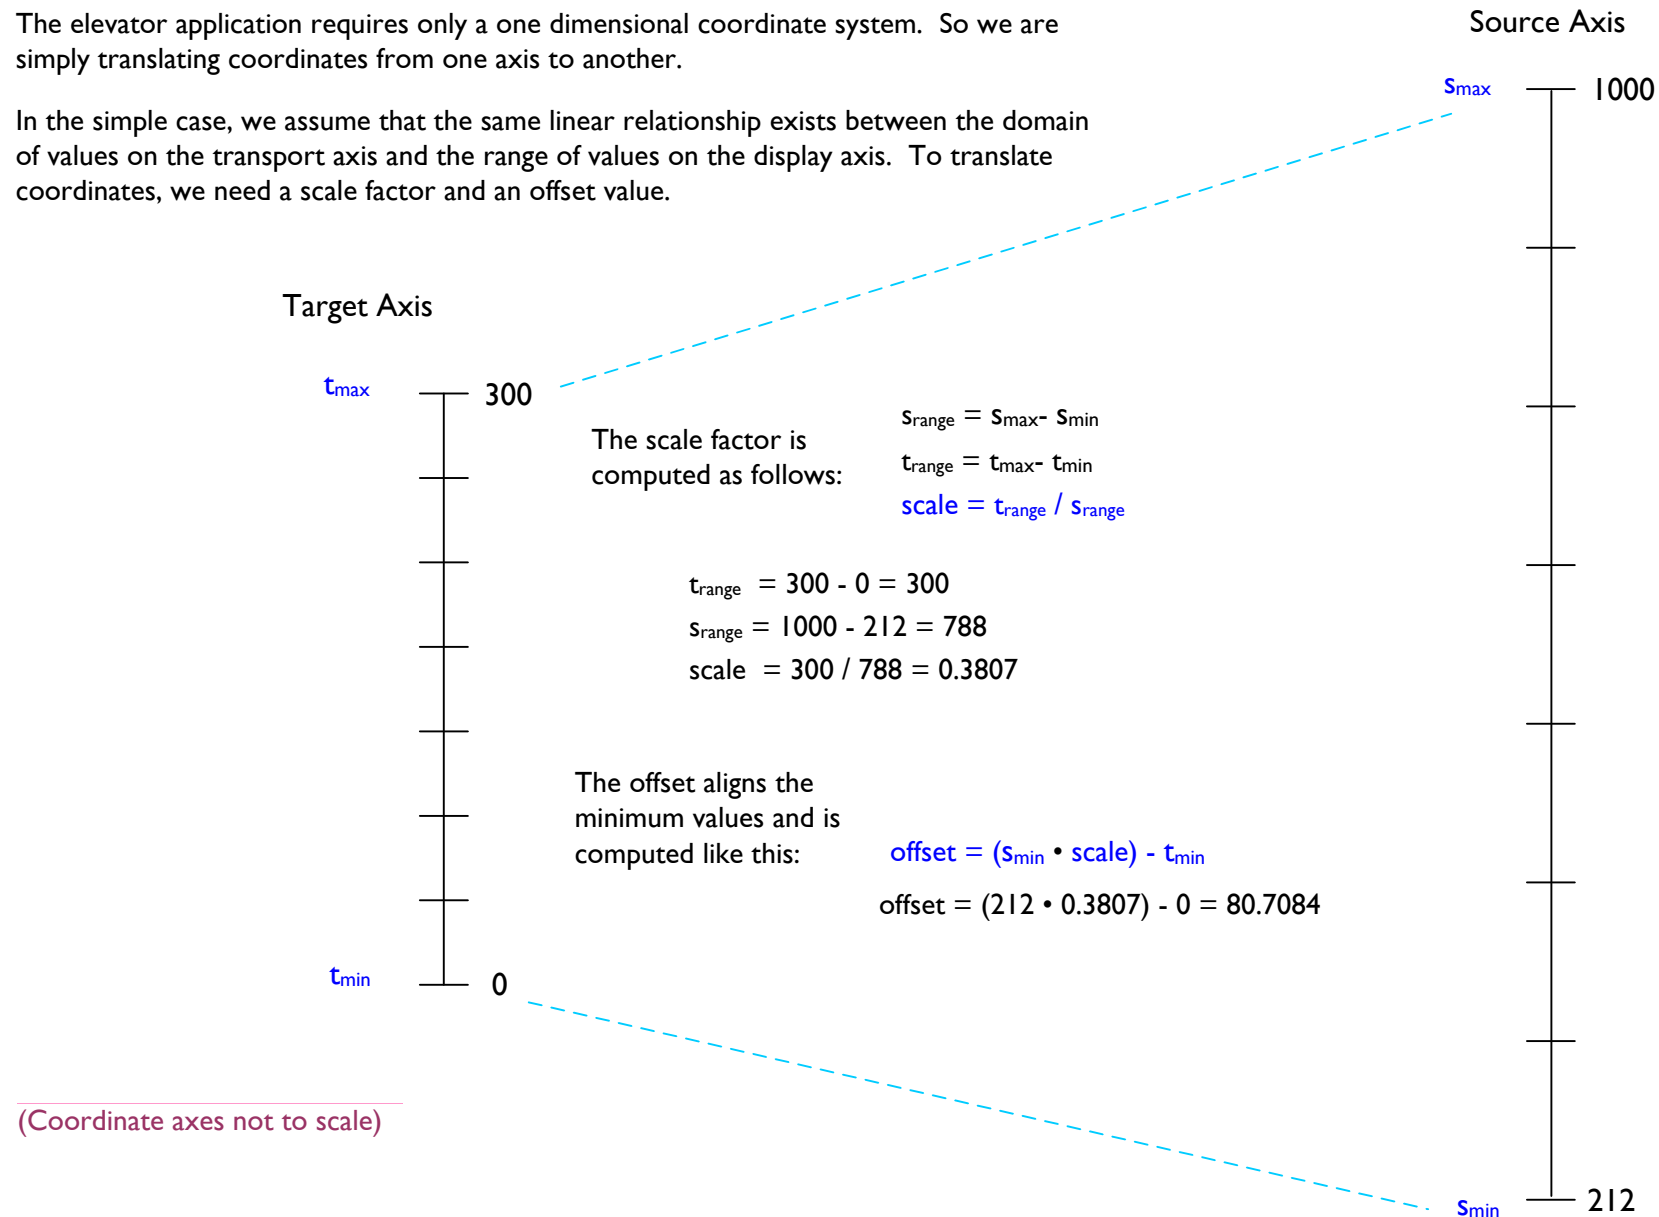 The elevator application requires only a one dimensional coordinate system.  So we are
simply translating coordinates from one axis to another.
In the simple case, we assume that the same linear relationship exists between the domain
of values on the transport axis and the range of values on the display axis.  To translate
coordinates, we need a scale factor and an offset value.
Source Axis
smax 1000
Target Axis
tmax 300
The scale factor is
computed as follows:
srange = smax- smin
trange = tmax- tmin
scale = trange / srange
trange = 300 - 0 = 300
srange = 1000 - 212 = 788
scale = 300 / 788 = 0.3807
The offset aligns the
minimum values and is
computed like this:
offset = (smin • scale) - tmin
offset = (212 • 0.3807) - 0 = 80.7084
tmin 0
(Coordinate axes not to scale)
smin 212